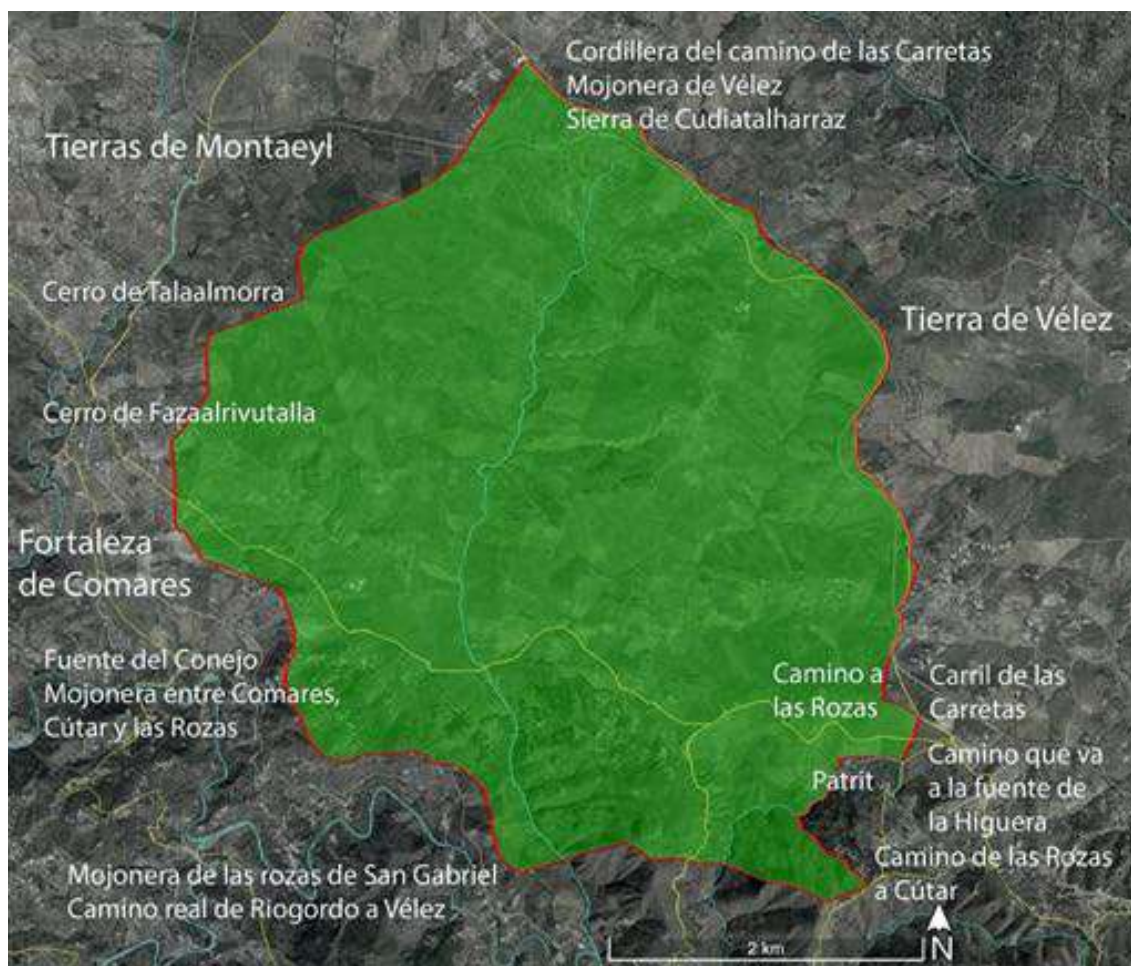 Cordillera del camino de las Carretas
Mojonera de Vélez
Sierra de Cudiatalharraz
Tierras de Montaeyl
Cerro de Talaalmorra
Tierra de Vélez
Cerro de Fazaalrivutalla
Fortaleza
de Comares
Fuente del Conejo
Mojonera entre Comares,
Cútar y las Rozas
Camino a
las Rozas
Carril de las
Carretas
Patrit
Camino que va
a la fuente de
la Higuera
Camino de las Rozas
a Cútar
Mojonera de las rozas de San Gabriel
Camino real de Riogordo a Vélez
2 km
N